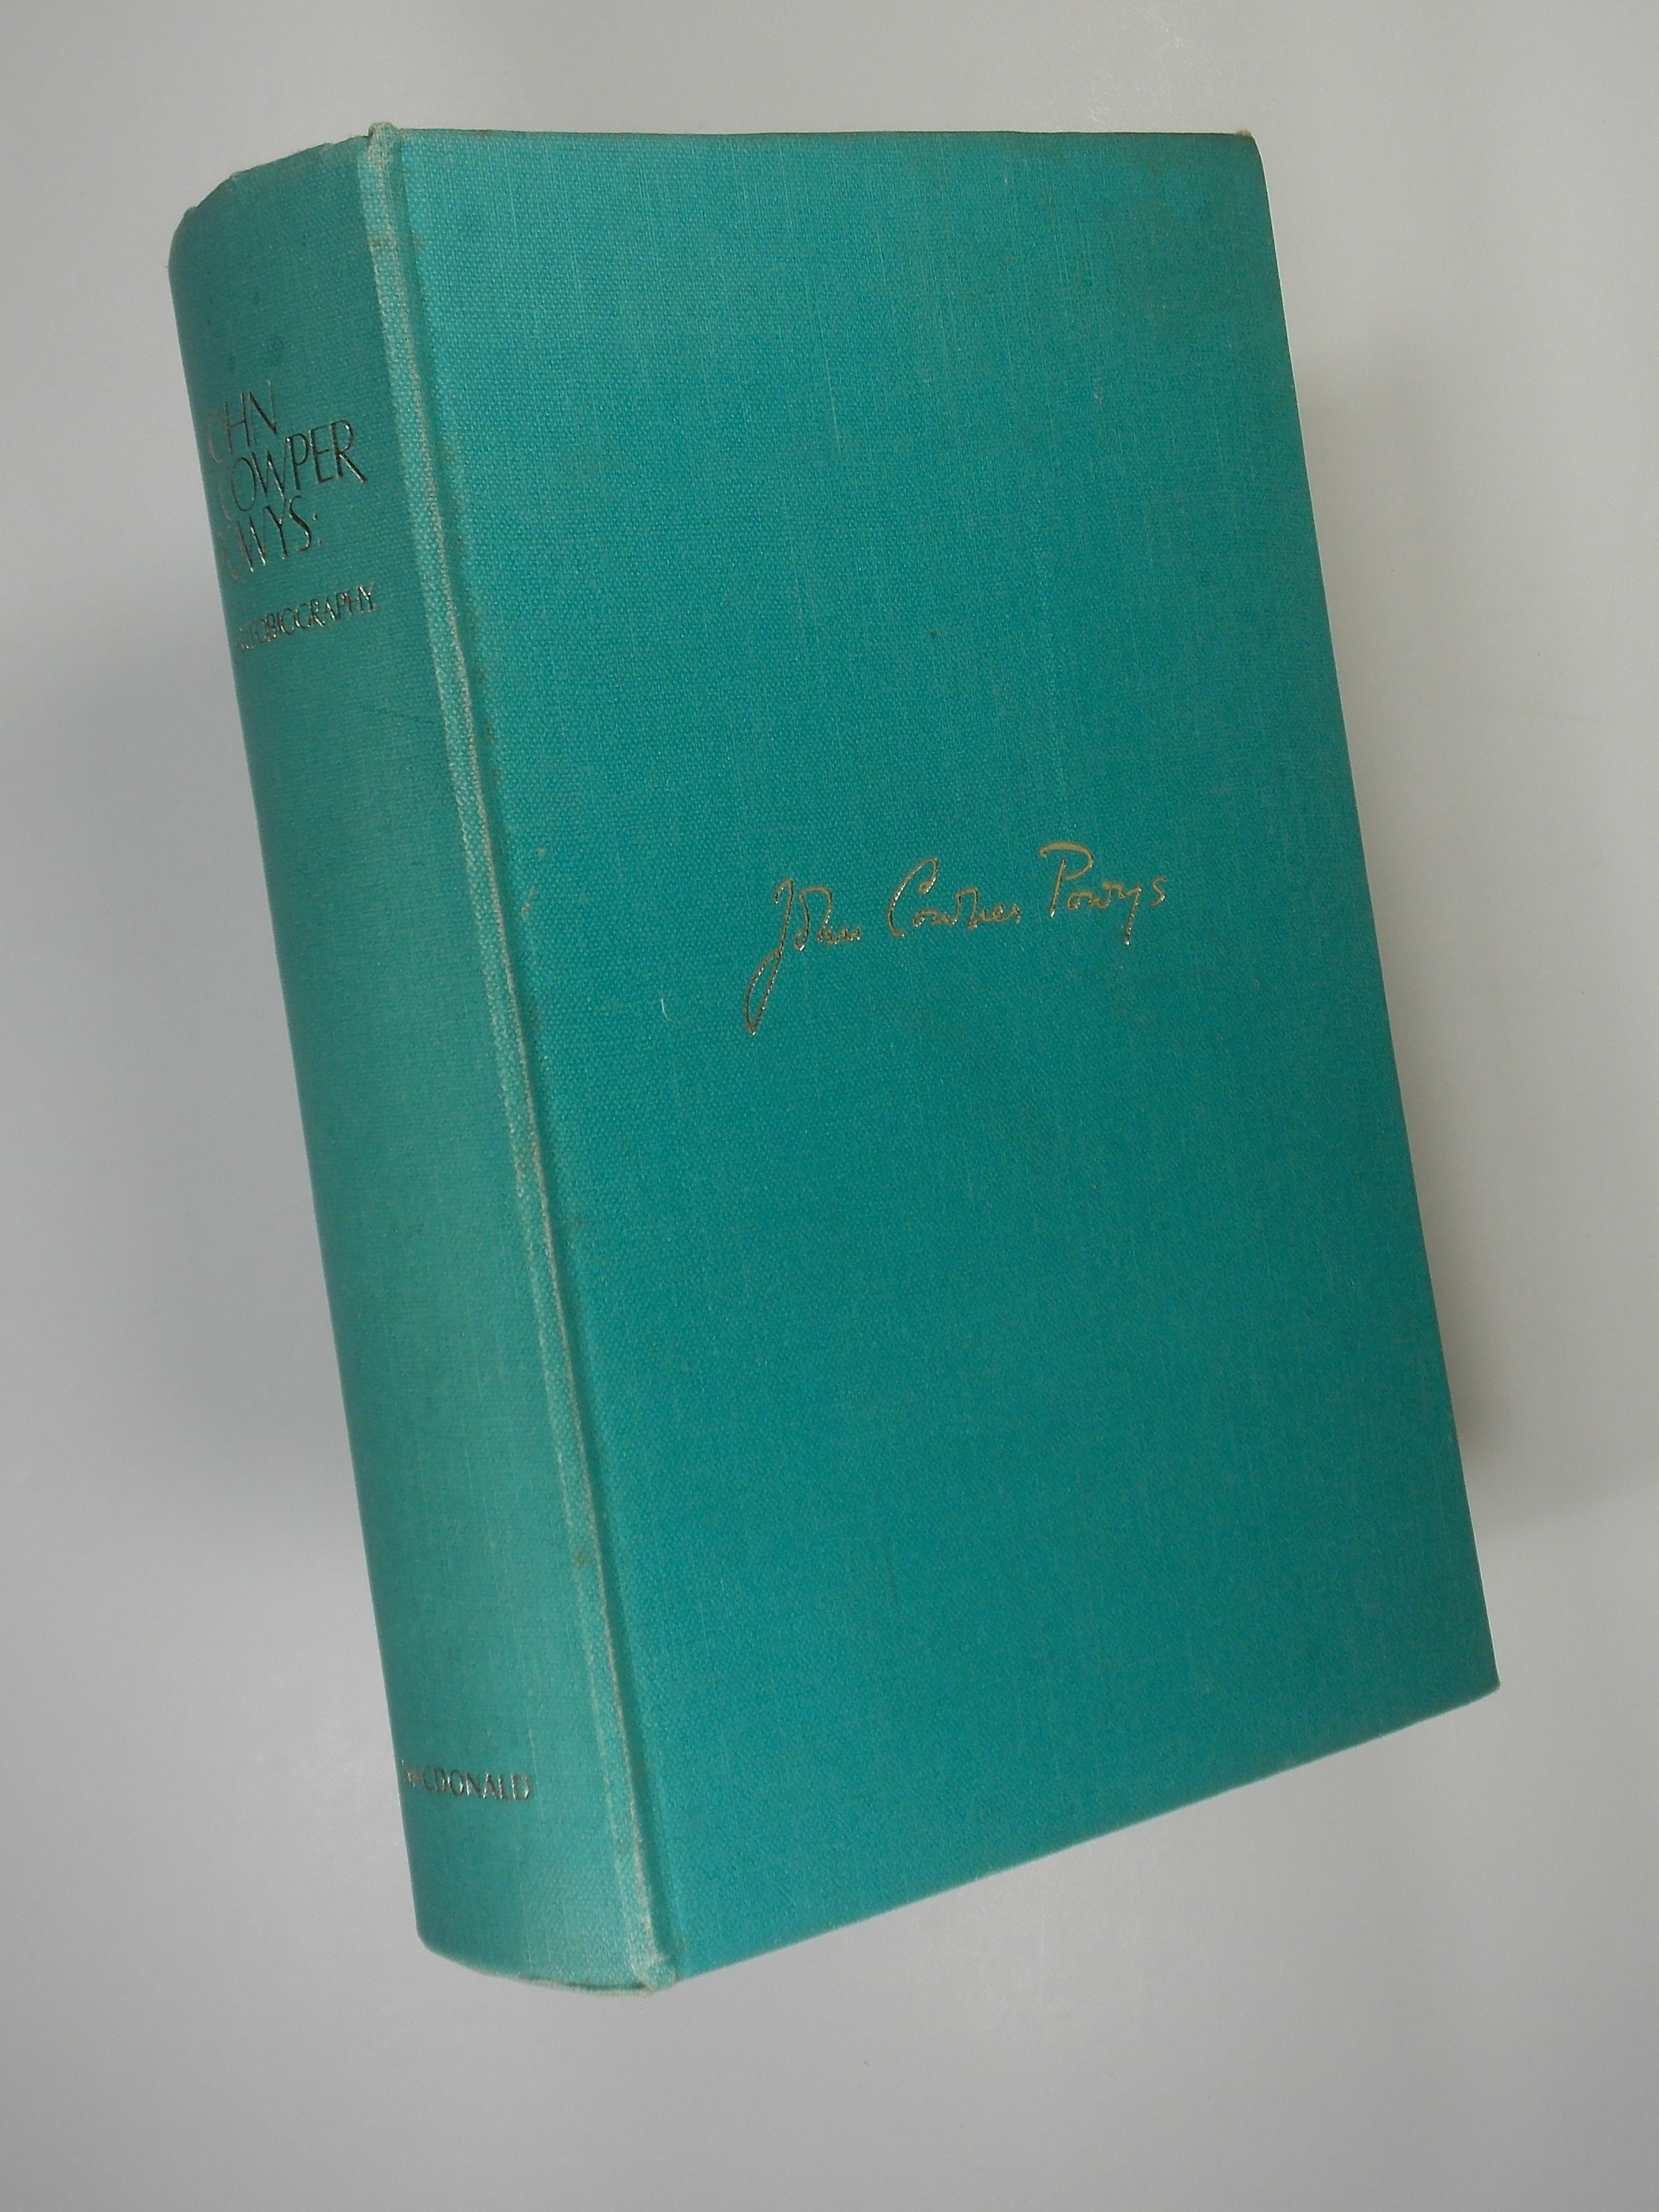 JOHN
COWPER
POWYS:
AUTOBIOGRAPHY
MACDONALD
John Cowper Powys